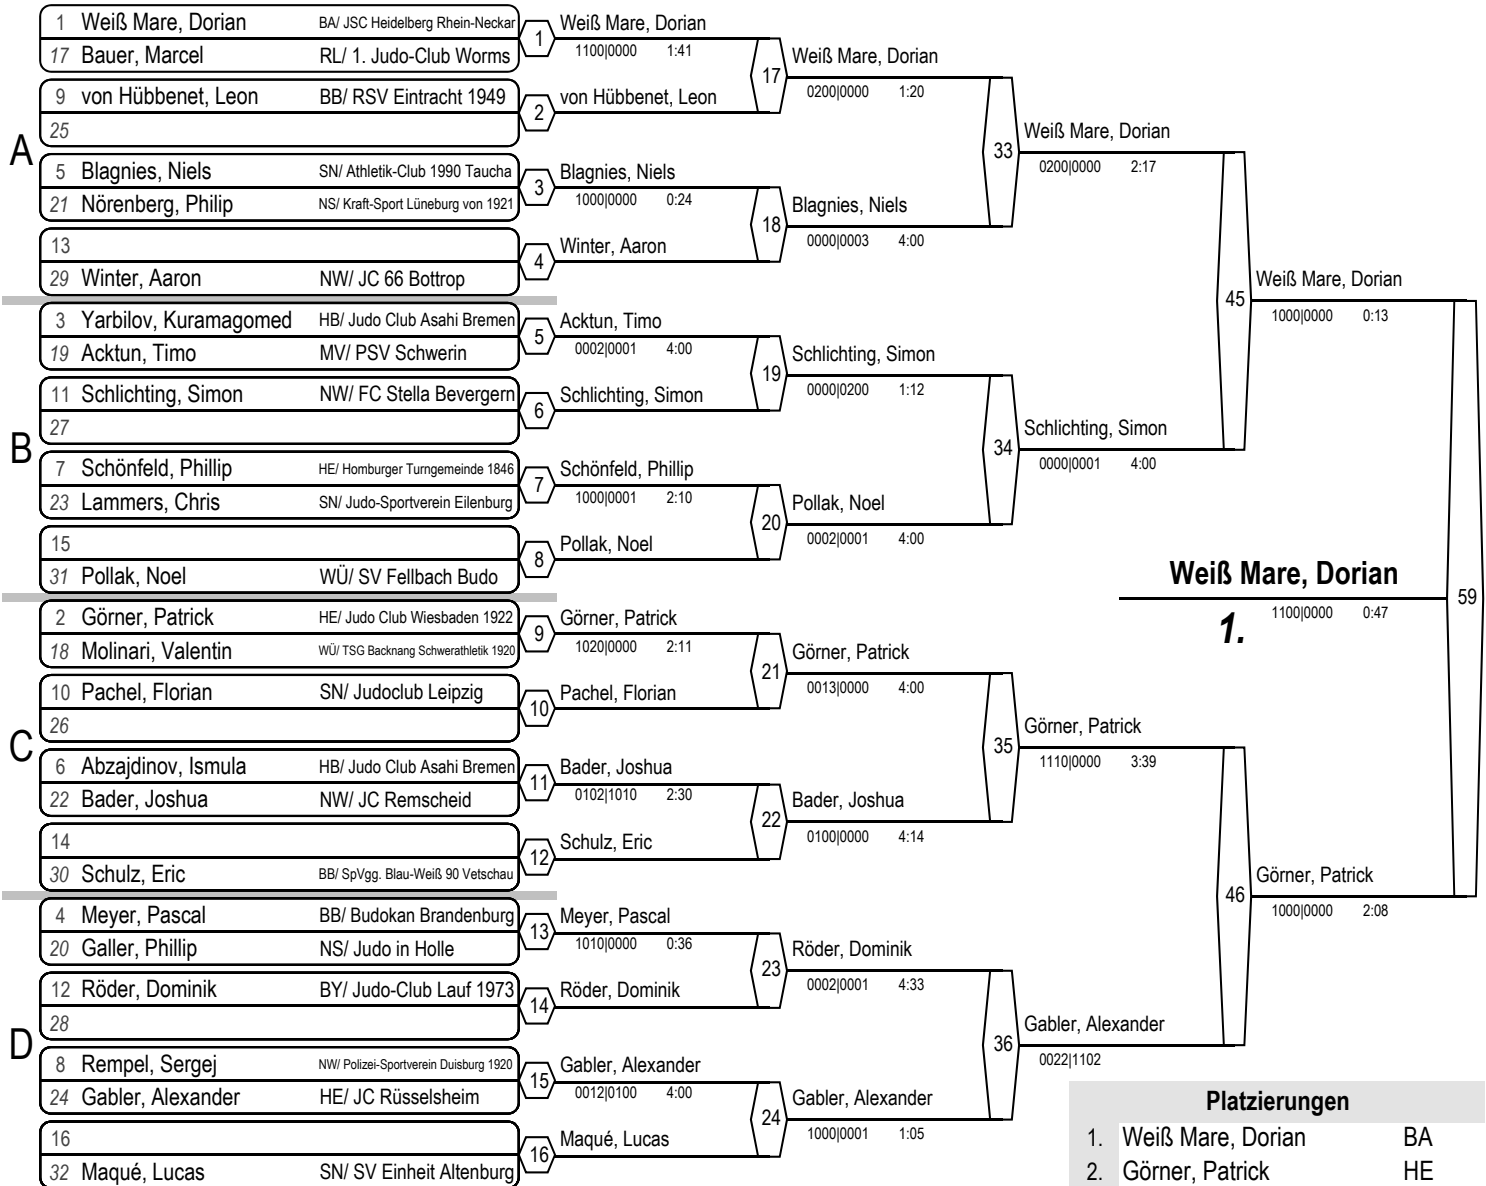 1 Weiß Mare, Dorian BA/ JSC Heidelberg Rhein-Neckar
17 Bauer, Marcel RL/ 1. Judo-Club Worms
9 von Hübbenet, Leon BB/ RSV Eintracht 1949
25
A
5 Blagnies, Niels SN/ Athletik-Club 1990 Taucha
21 Nörenberg, Philip NS/ Kraft-Sport Lüneburg von 1921
13
29 Winter, Aaron NW/ JC 66 Bottrop
3 Yarbilov, Kuramagomed HB/ Judo Club Asahi Bremen
19 Acktun, Timo MV/ PSV Schwerin
11 Schlichting, Simon NW/ FC Stella Bevergern
27
B
7 Schönfeld, Phillip HE/ Homburger Turngemeinde 1846
23 Lammers, Chris SN/ Judo-Sportverein Eilenburg
15
31 Pollak, Noel WÜ/ SV Fellbach Budo
2 Görner, Patrick HE/ Judo Club Wiesbaden 1922
18 Molinari, Valentin WÜ/ TSG Backnang Schwerathletik 1920
10 Pachel, Florian SN/ Judoclub Leipzig
26
C
6 Abzajdinov, Ismula HB/ Judo Club Asahi Bremen
22 Bader, Joshua NW/ JC Remscheid
14
30 Schulz, Eric BB/ SpVgg. Blau-Weiß 90 Vetschau
4 Meyer, Pascal BB/ Budokan Brandenburg
20 Galler, Phillip NS/ Judo in Holle
12 Röder, Dominik BY/ Judo-Club Lauf 1973
28
D
8 Rempel, Sergej NW/ Polizei-Sportverein Duisburg 1920
24 Gabler, Alexander HE/ JC Rüsselsheim
16
32 Maqué, Lucas SN/ SV Einheit Altenburg
1 Weiß Mare, Dorian
1100|0000 1:41
2 von Hübbenet, Leon
3 Blagnies, Niels
1000|0000 0:24
4 Winter, Aaron
5 Acktun, Timo
0002|0001 4:00
6 Schlichting, Simon
7 Schönfeld, Phillip
1000|0001 2:10
8 Pollak, Noel
9 Görner, Patrick
1020|0000 2:11
10 Pachel, Florian
11 Bader, Joshua
0102|1010 2:30
12 Schulz, Eric
13 Meyer, Pascal
1010|0000 0:36
14 Röder, Dominik
15 Gabler, Alexander
0012|0100 4:00
16 Maqué, Lucas
17 Weiß Mare, Dorian
0200|0000 1:20
18 Blagnies, Niels
0000|0003 4:00
19 Schlichting, Simon
0000|0200 1:12
20 Pollak, Noel
0002|0001 4:00
21 Görner, Patrick
0013|0000 4:00
22 Bader, Joshua
0100|0000 4:14
23 Röder, Dominik
0002|0001 4:33
24 Gabler, Alexander
1000|0001 1:05
33 Weiß Mare, Dorian
0200|0000 2:17
34 Schlichting, Simon
0000|0001 4:00
35 Görner, Patrick
1110|0000 3:39
36 Gabler, Alexander
0022|1102
45 Weiß Mare, Dorian
1000|0000 0:13
46 Görner, Patrick
1000|0000 2:08
59 Weiß Mare, Dorian
1. 1100|0000 0:47
Platzierungen
1. Weiß Mare, Dorian BA
2. Görner, Patrick HE